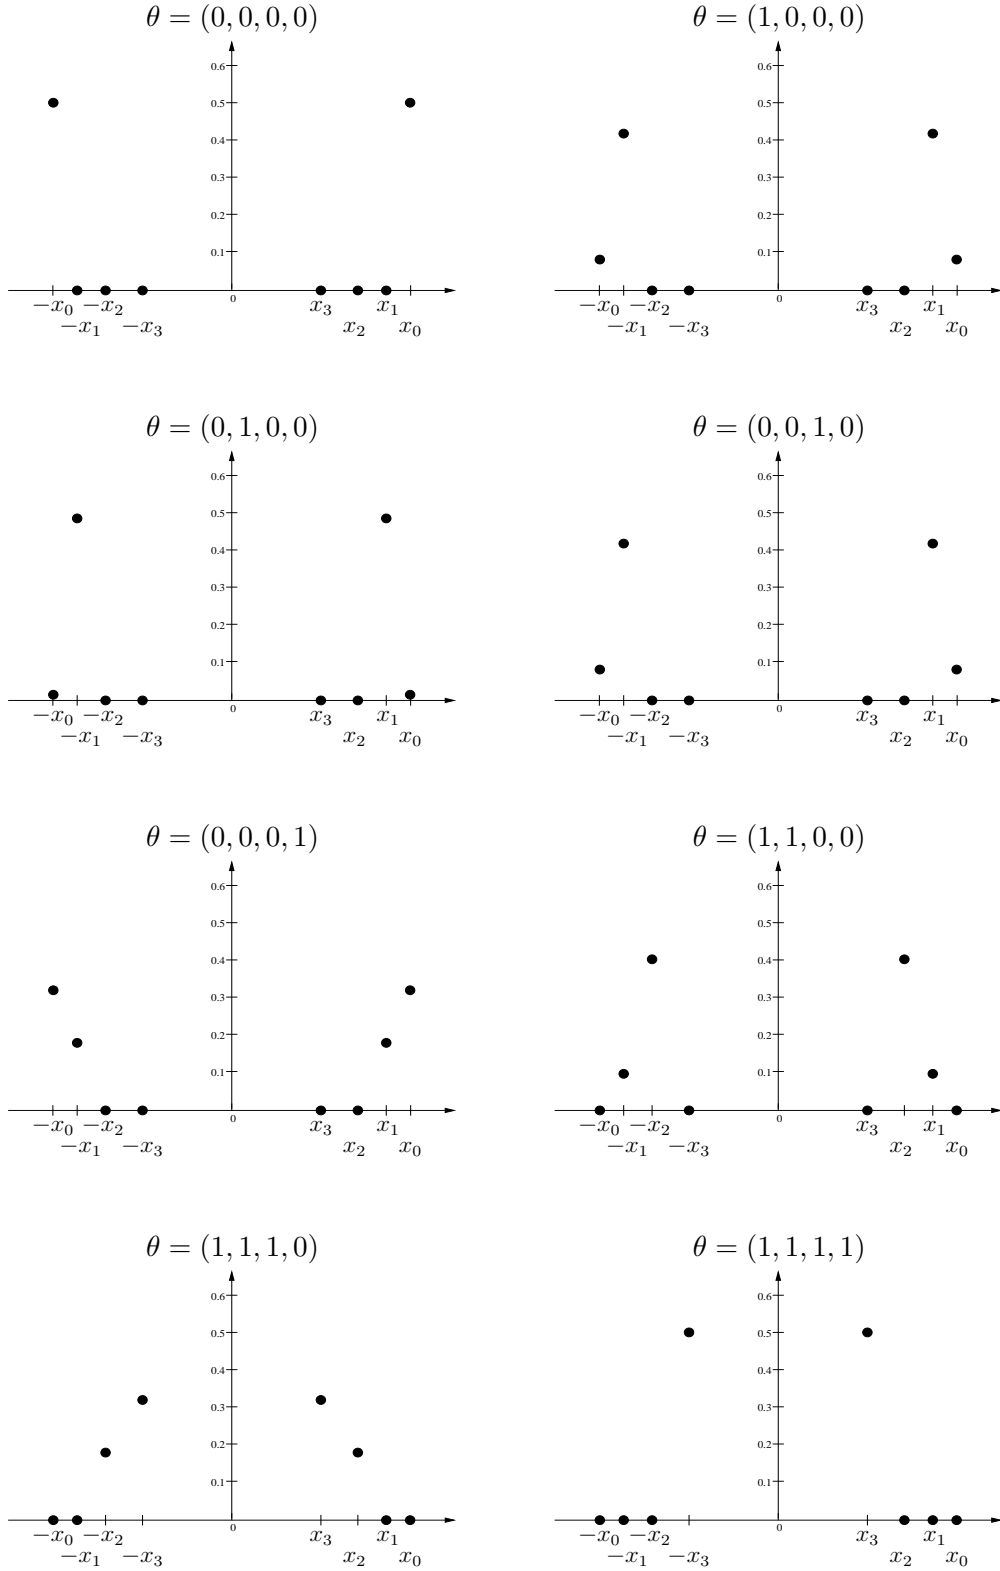 θ = (0, 0, 0, 0)
0.6
0.5
0.4
0.3
0.2
0.1
0
−x₀ −x₂ x₃ x₁
−x₁ −x₃ x₂ x₀
θ = (1, 0, 0, 0)
0.6
0.5
0.4
0.3
0.2
0.1
0
−x₀ −x₂ x₃ x₁
−x₁ −x₃ x₂ x₀
θ = (0, 1, 0, 0)
0.6
0.5
0.4
0.3
0.2
0.1
0
−x₀ −x₂ x₃ x₁
−x₁ −x₃ x₂ x₀
θ = (0, 0, 1, 0)
0.6
0.5
0.4
0.3
0.2
0.1
0
−x₀ −x₂ x₃ x₁
−x₁ −x₃ x₂ x₀
θ = (0, 0, 0, 1)
0.6
0.5
0.4
0.3
0.2
0.1
0
−x₀ −x₂ x₃ x₁
−x₁ −x₃ x₂ x₀
θ = (1, 1, 0, 0)
0.6
0.5
0.4
0.3
0.2
0.1
0
−x₀ −x₂ x₃ x₁
−x₁ −x₃ x₂ x₀
θ = (1, 1, 1, 0)
0.6
0.5
0.4
0.3
0.2
0.1
0
−x₀ −x₂ x₃ x₁
−x₁ −x₃ x₂ x₀
θ = (1, 1, 1, 1)
0.6
0.5
0.4
0.3
0.2
0.1
0
−x₀ −x₂ x₃ x₁
−x₁ −x₃ x₂ x₀